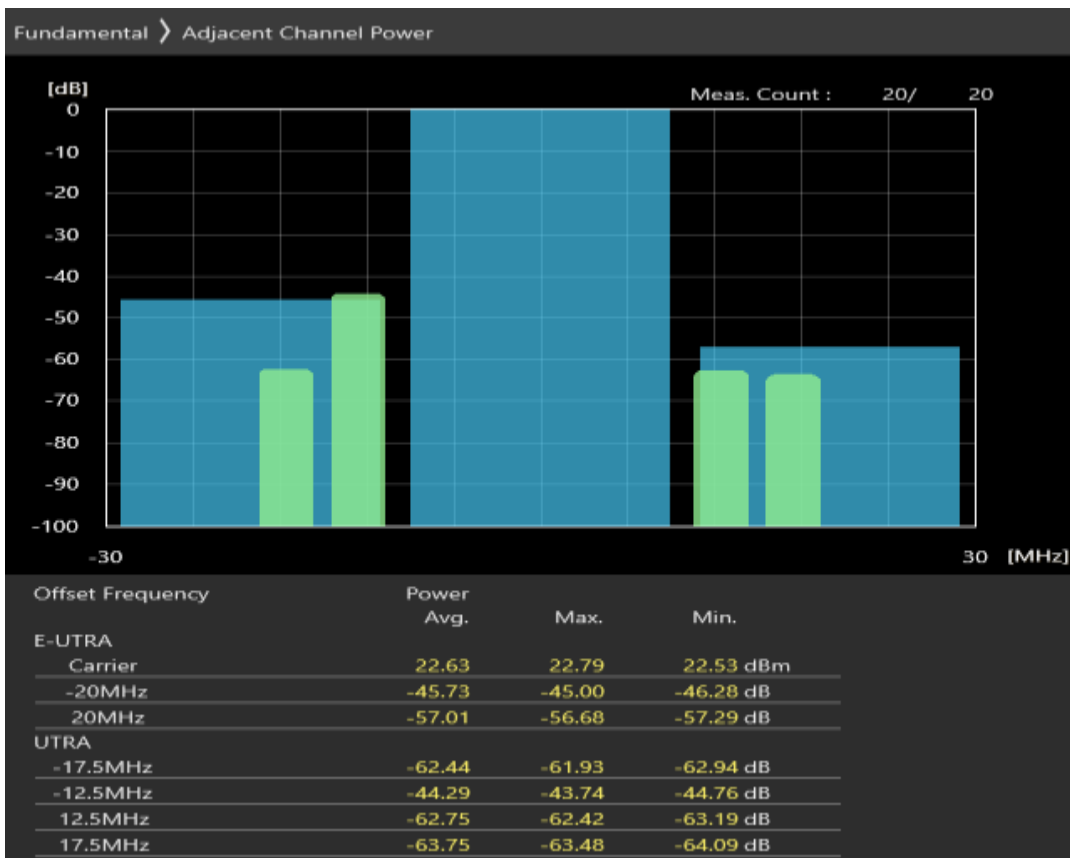 Fundamental 〉 Adjacent Channel Power
[dB]
Meas. Count : 20/ 20
0
-10
-20
-30
-40
-50
-60
-70
-80
-90
-100
-30 30 [MHz]
Offset Frequency Power
Avg. Max. Min.
E-UTRA
Carrier 22.63 22.79 22.53 dBm
-20MHz -45.73 -45.00 -46.28 dB
20MHz -57.01 -56.68 -57.29 dB
UTRA
-17.5MHz -62.44 -61.93 -62.94 dB
-12.5MHz -44.29 -43.74 -44.76 dB
12.5MHz -62.75 -62.42 -63.19 dB
17.5MHz -63.75 -63.48 -64.09 dB